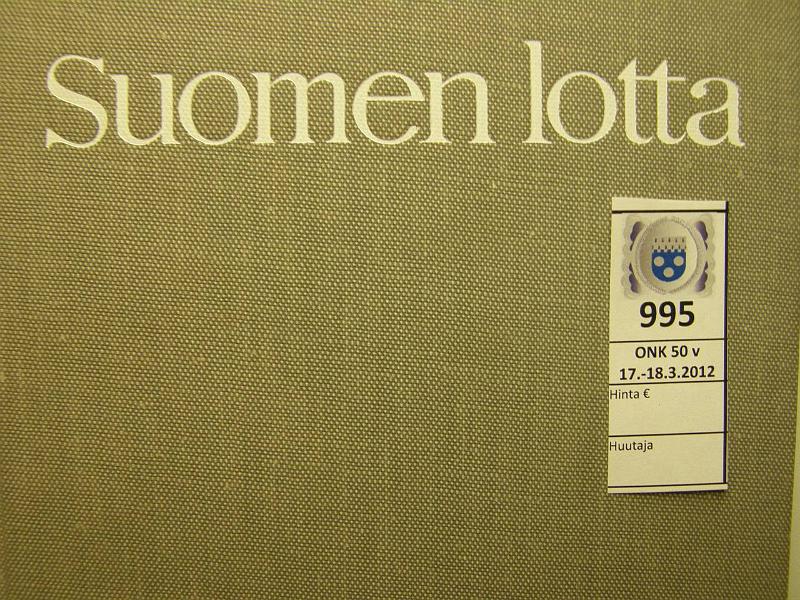 Suomen lotta
995
ONK 50 v
17.-18.3.2012
Hinta €
Huutaja